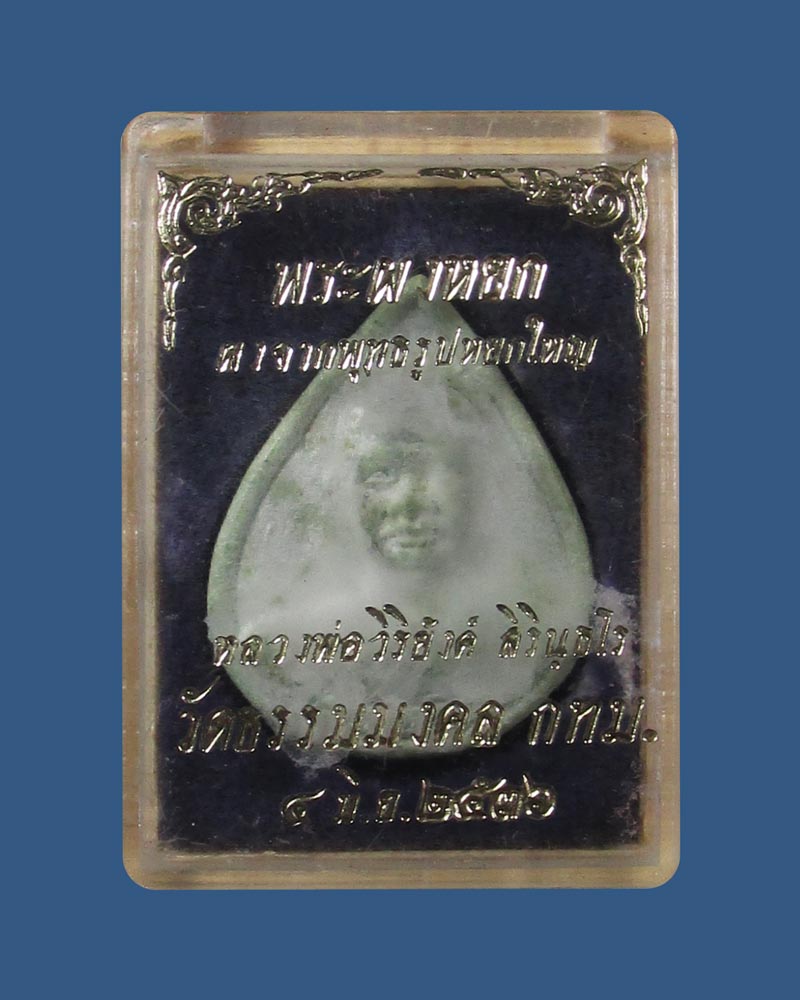 พระผงหยก
ผงจากพุทธรูปหยกใหญ่
หลวงพ่อวิริยังค์ สิรินฺธโร
วัดธรรมมงคล กทม.
๔ มี.ค.๒๕๓๖